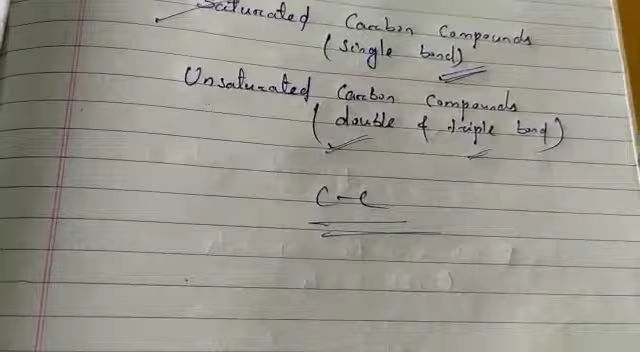 Saturated Carbon Compounds
(single bond)
Unsaturated Carbon Compounds
(double & triple bond)
C-C